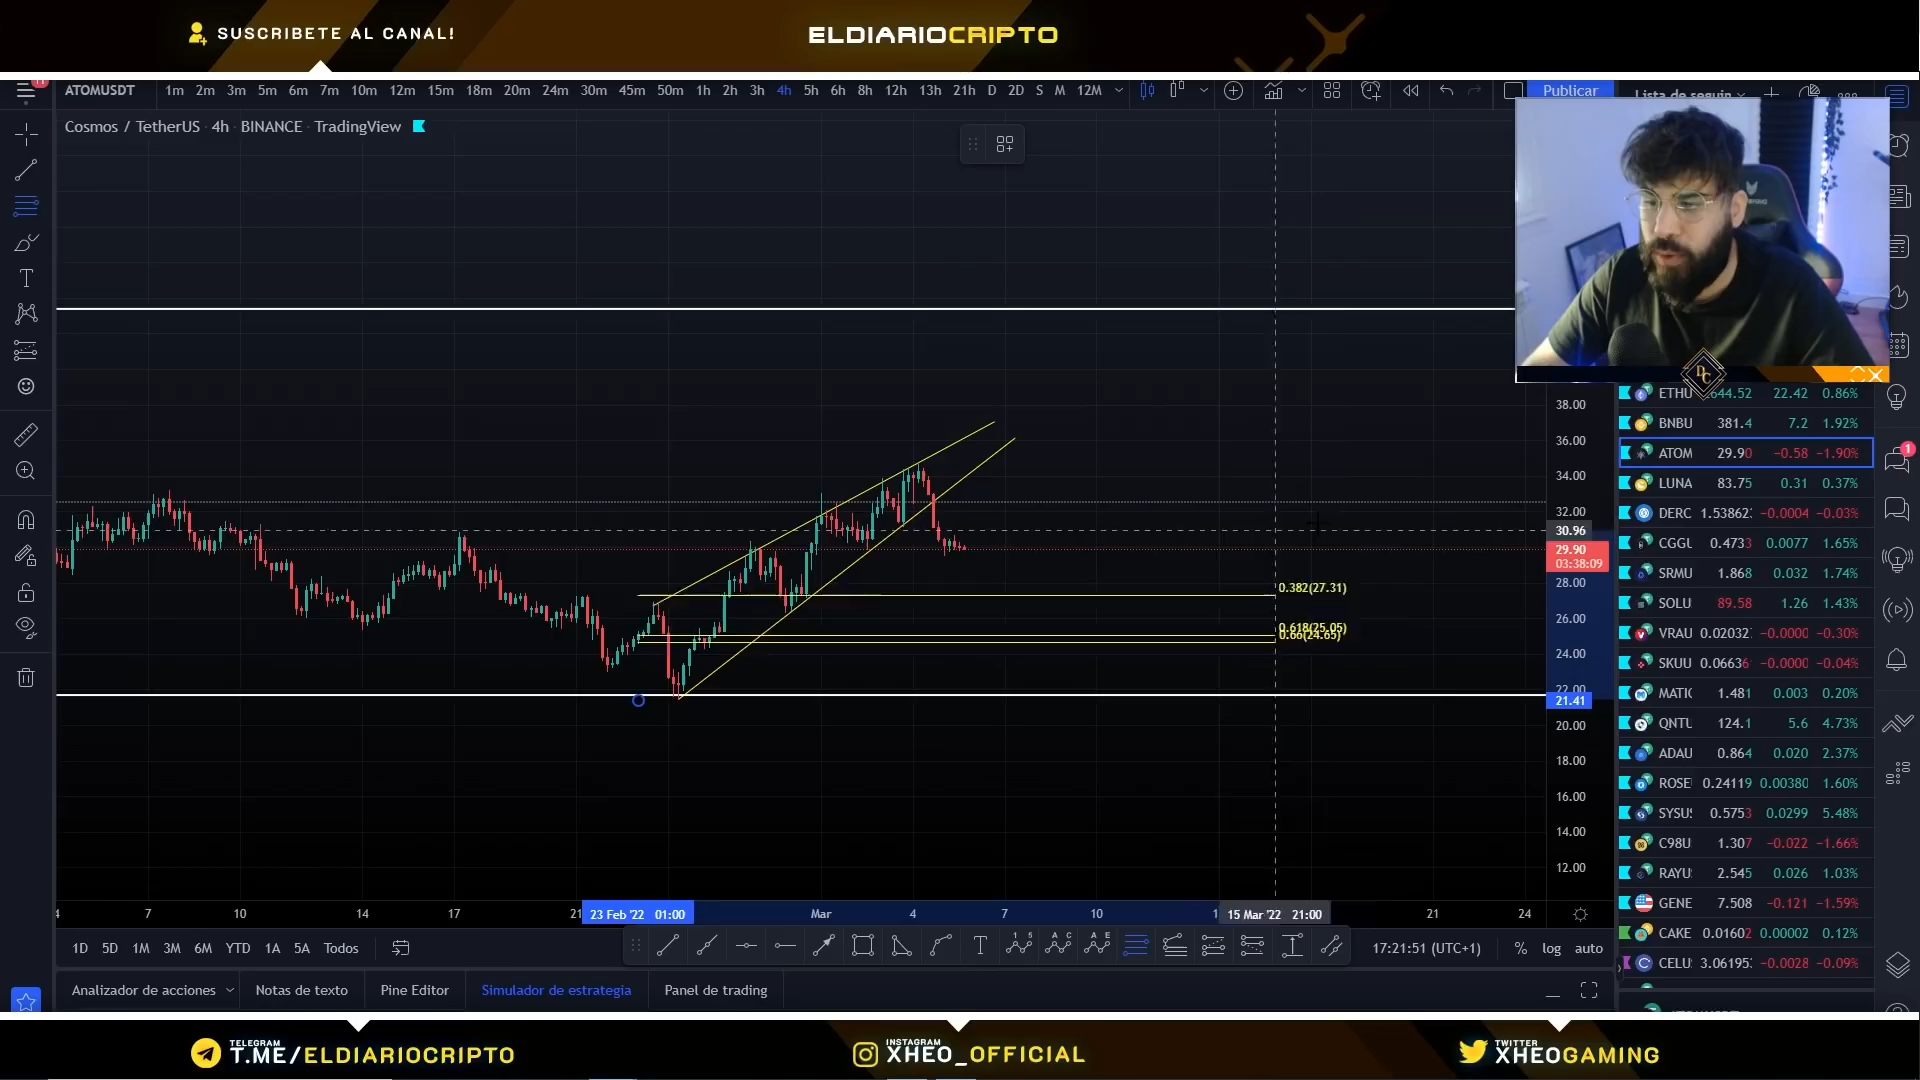 SUSCRIBETE AL CANAL!
ELDIARIOCRIPTO
11
ATOMUSDT 1m 2m 3m 5m 6m 7m 10m 12m 15m 18m 20m 24m 30m 45m 50m 1h 2h 3h 4h 5h 6h 8h 12h 13h 21h D 2D S M 12M Publicar Lista de seguin
Cosmos / TetherUS · 4h · BINANCE · TradingView
38.00
36.00
34.00
32.00
30.96
29.90
03:38:09
28.00
26.00
24.00
22.00
21.41
20.00
18.00
16.00
14.00
12.00
0.382(27.31)
0.618(25.05)
0.66(24.65)
ETHU 644.52 22.42 0.86%
BNBU 381.4 7.2 1.92%
ATOM 29.90 −0.58 −1.90%
1
LUNA 83.75 0.31 0.37%
DERC 1.53862 −0.0004 −0.03%
CGGU 0.4733 0.0077 1.65%
SRMU 1.868 0.032 1.74%
SOLU 89.58 1.26 1.43%
VRAU 0.02032 −0.0000 −0.30%
SKUU 0.06636 −0.0000 −0.04%
MATIC 1.481 0.003 0.20%
QNTU 124.1 5.6 4.73%
ADAU 0.864 0.020 2.37%
ROSE 0.24119 0.00380 1.60%
SYSU 0.5753 0.0299 5.48%
C98U 1.307 −0.022 −1.66%
RAYU 2.545 0.026 1.03%
GENE 7.508 −0.121 −1.59%
CAKE 0.01602 0.00002 0.12%
CELU 3.06195 −0.0028 −0.09%
DC
4 7 10 14 17 21 23 Feb '22 01:00 Mar 4 7 10 1 15 Mar '22 21:00 21 24
1D 5D 1M 3M 6M YTD 1A 5A Todos 17:21:51 (UTC+1) % log auto
Analizador de acciones Notas de texto Pine Editor Simulador de estrategia Panel de trading
TELEGRAM
T.ME/ELDIARIOCRIPTO
INSTAGRAM
XHEO_OFFICIAL
TWITTER
XHEOGAMING